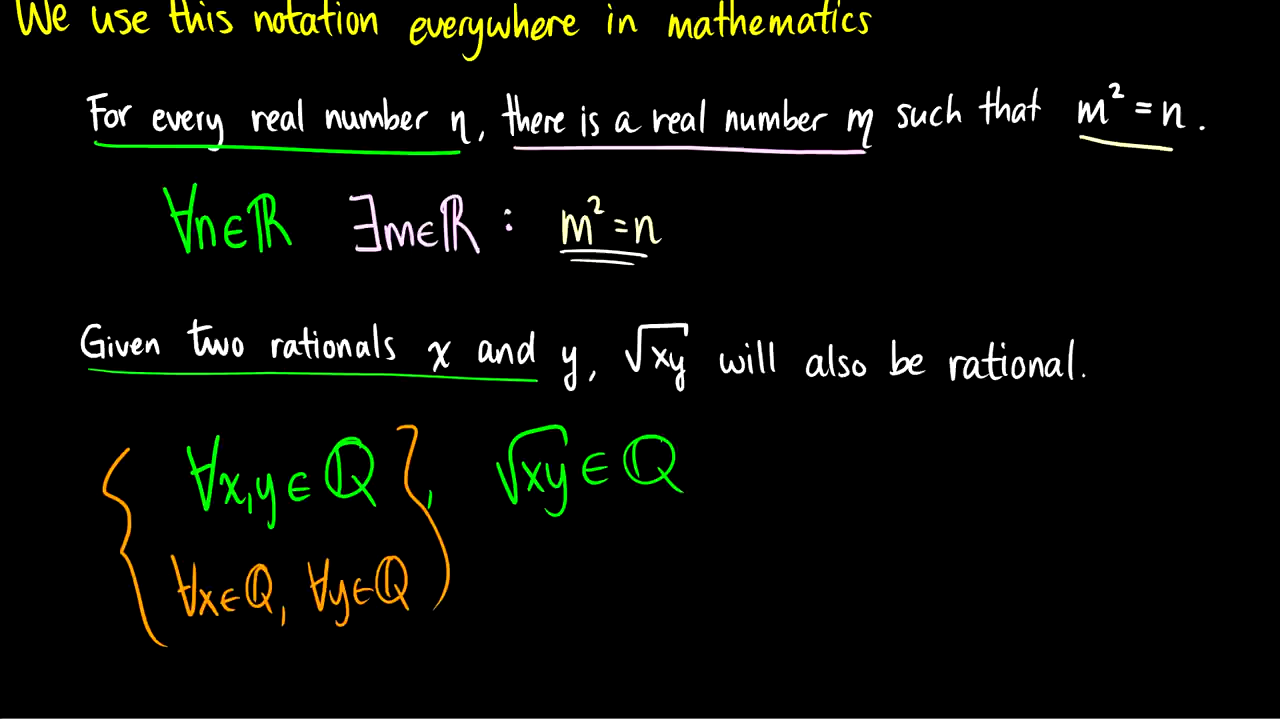 We use this notation everywhere in mathematics
For every real number n, there is a real number m such that m² = n.
∀n∈ℝ ∃m∈ℝ : m² = n
Given two rationals x and y, √xy will also be rational.
∀x,y ∈ ℚ, √xy ∈ ℚ
∀x∈ℚ, ∀y∈ℚ